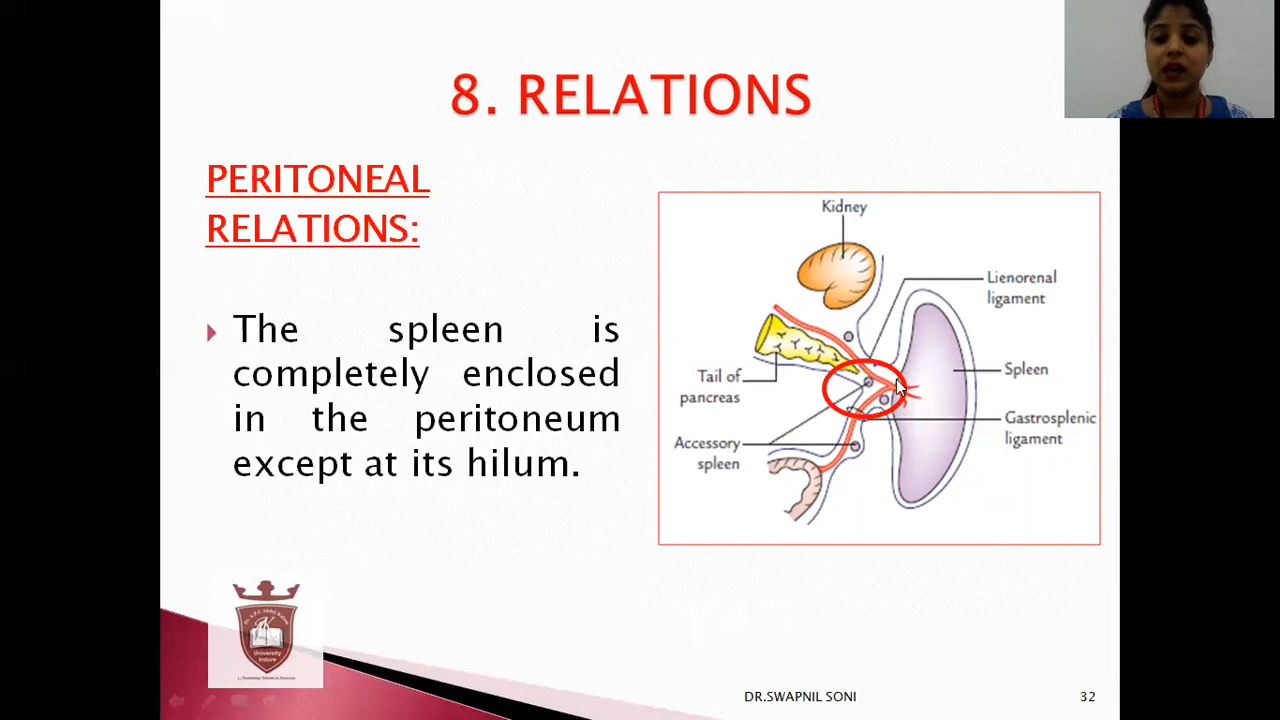 8. RELATIONS
PERITONEAL
RELATIONS:
The spleen is
completely enclosed
in the peritoneum
except at its hilum.
Kidney
Lienorenal
ligament
Spleen
Tail of
pancreas
Gastrosplenic
ligament
Accessory
spleen
University
Indore
DR.SWAPNIL SONI
32